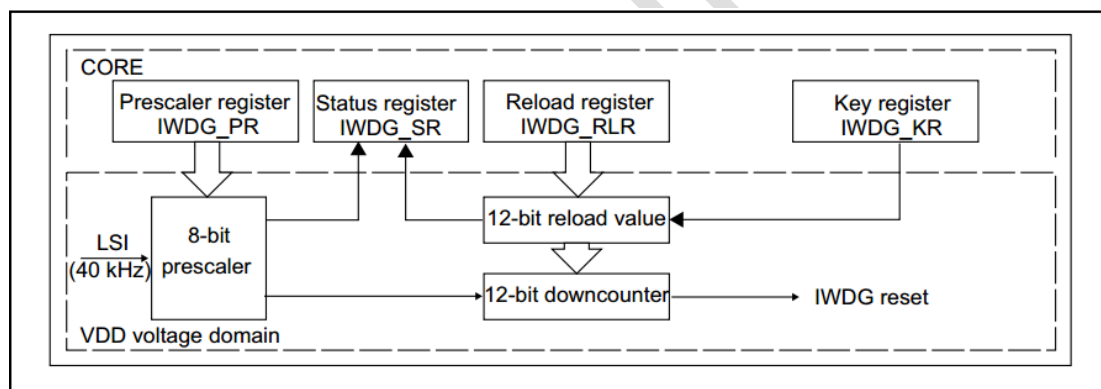 CORE
Prescaler register
IWDG_PR
Status register
IWDG_SR
Reload register
IWDG_RLR
Key register
IWDG_KR
LSI
(40 kHz)
8-bit
prescaler
12-bit reload value
12-bit downcounter
IWDG reset
VDD voltage domain